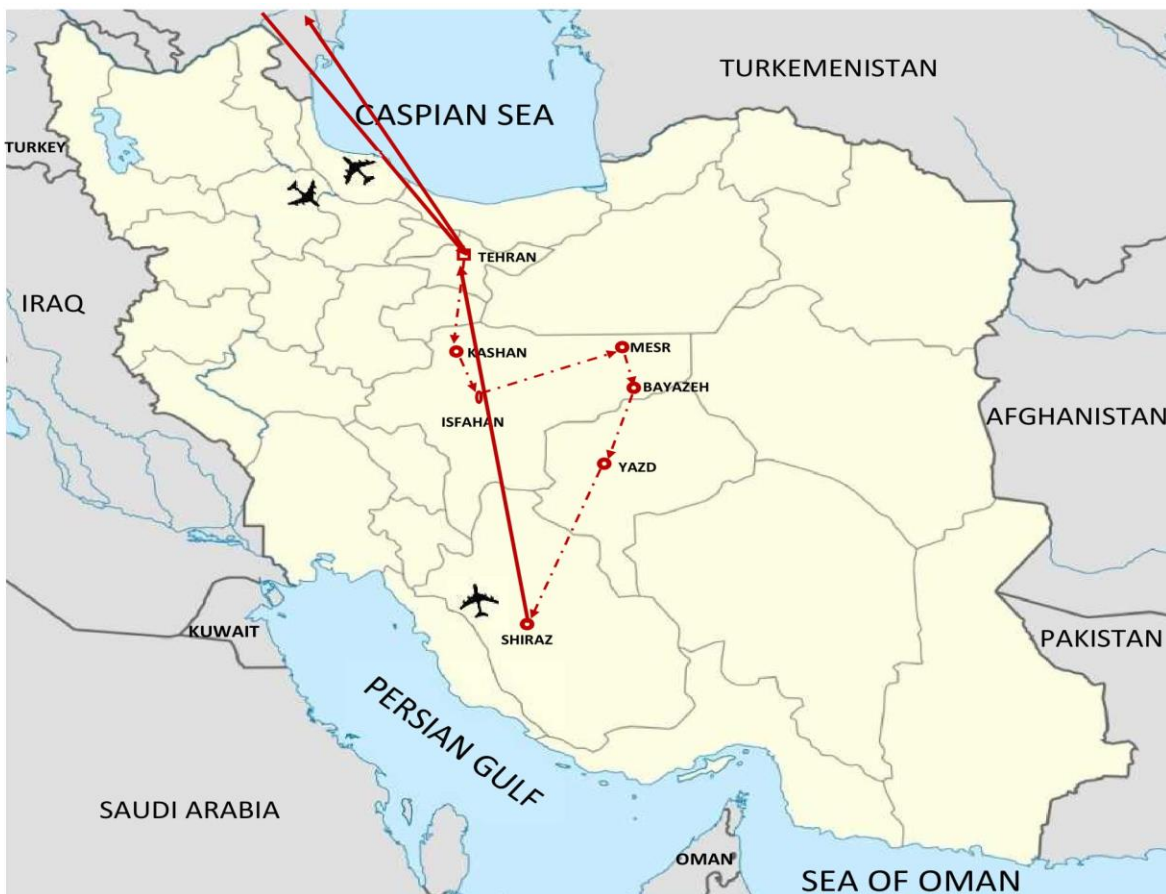 TURKEMENISTAN
CASPIAN SEA
TURKEY
TEHRAN
IRAQ
KASHAN
MESR
BAYAZEH
ISFAHAN
AFGHANISTAN
YAZD
KUWAIT
SHIRAZ
PAKISTAN
PERSIAN GULF
SAUDI ARABIA
OMAN
SEA OF OMAN